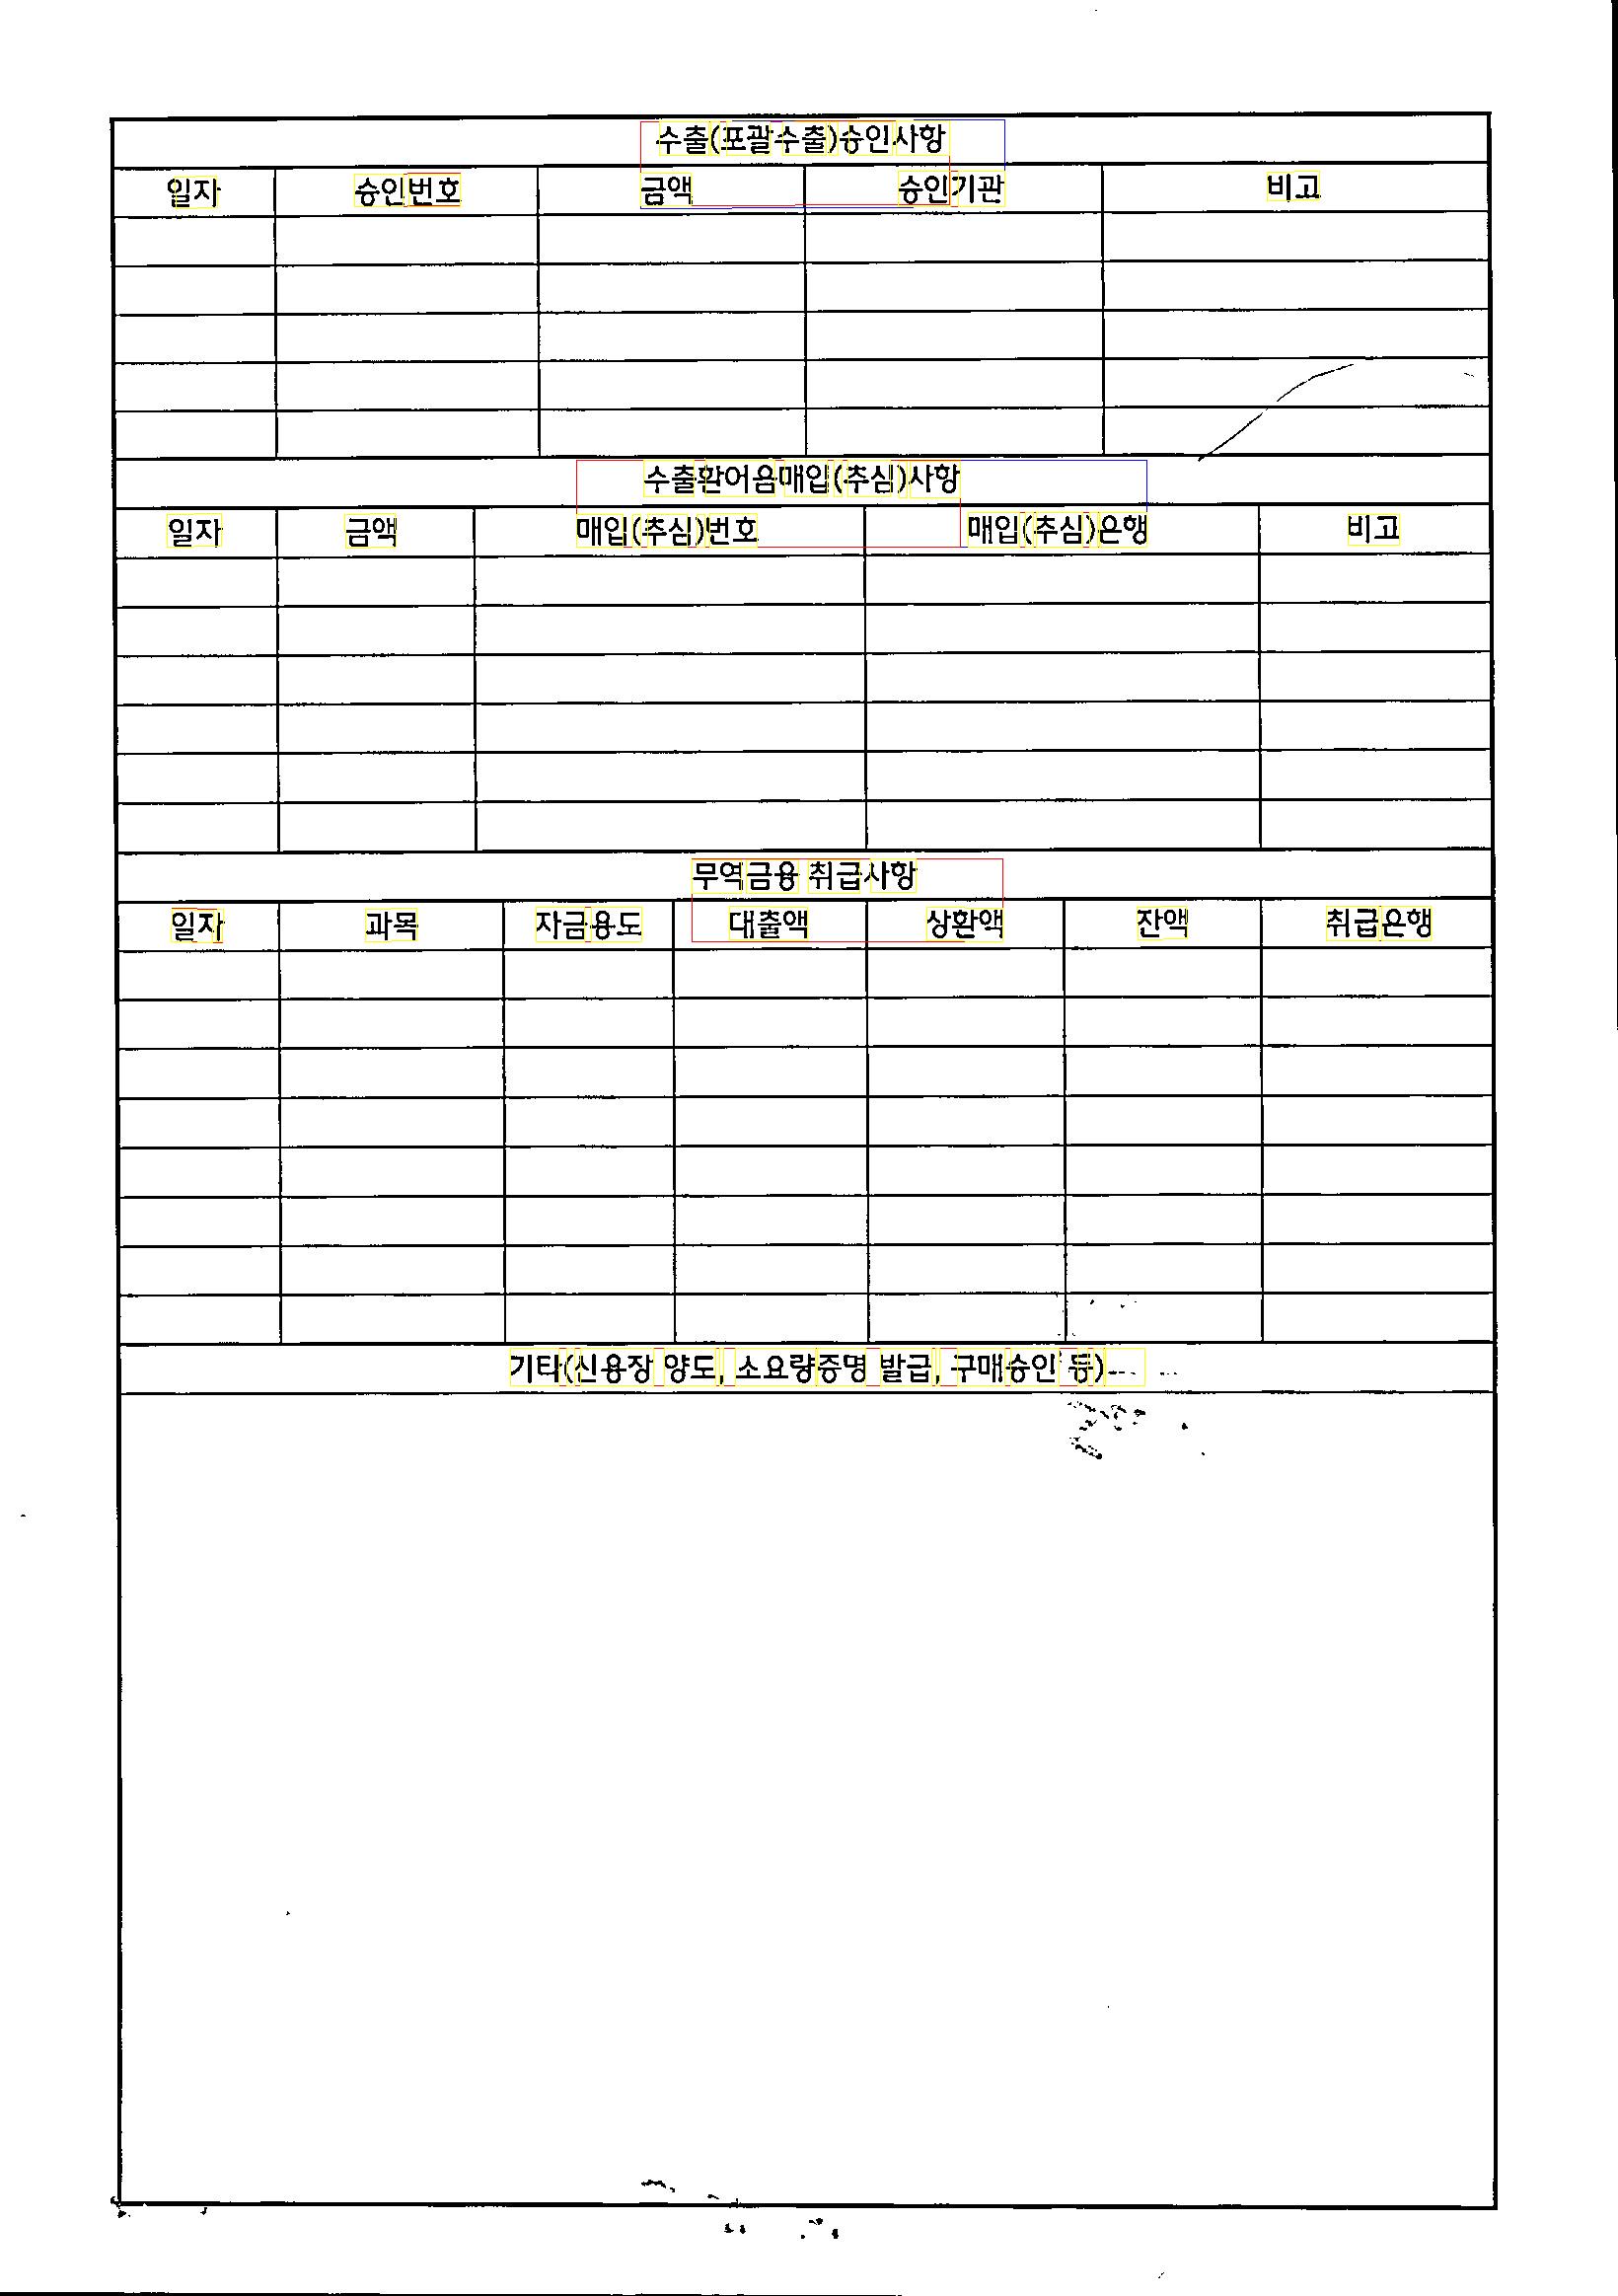 수출(포괄수출)승인사항
일자 승인번호 금액 승인기관 비고
수출환어음매입(추심)사항
일자 금액 매입(추심)번호 매입(추심)은행 비고
무역금융 취급사항
일자 과목 자금용도 대출액 상환액 잔액 취급은행
기타(신용장 양도, 소요량증명 발급, 구매승인 등)